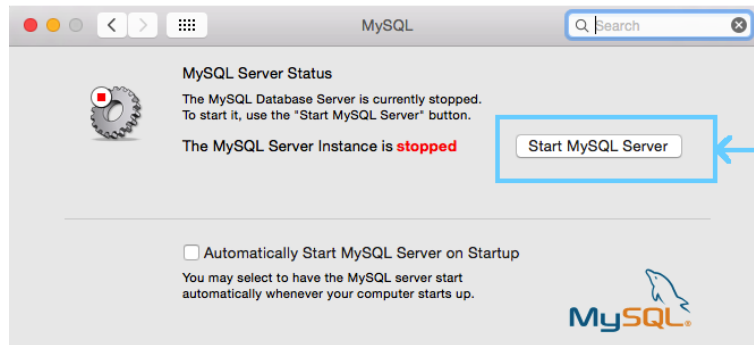 MySQL
Search
MySQL Server Status
The MySQL Database Server is currently stopped.
To start it, use the "Start MySQL Server" button.
The MySQL Server Instance is stopped
Start MySQL Server
Automatically Start MySQL Server on Startup
You may select to have the MySQL server start
automatically whenever your computer starts up.
MySQL®